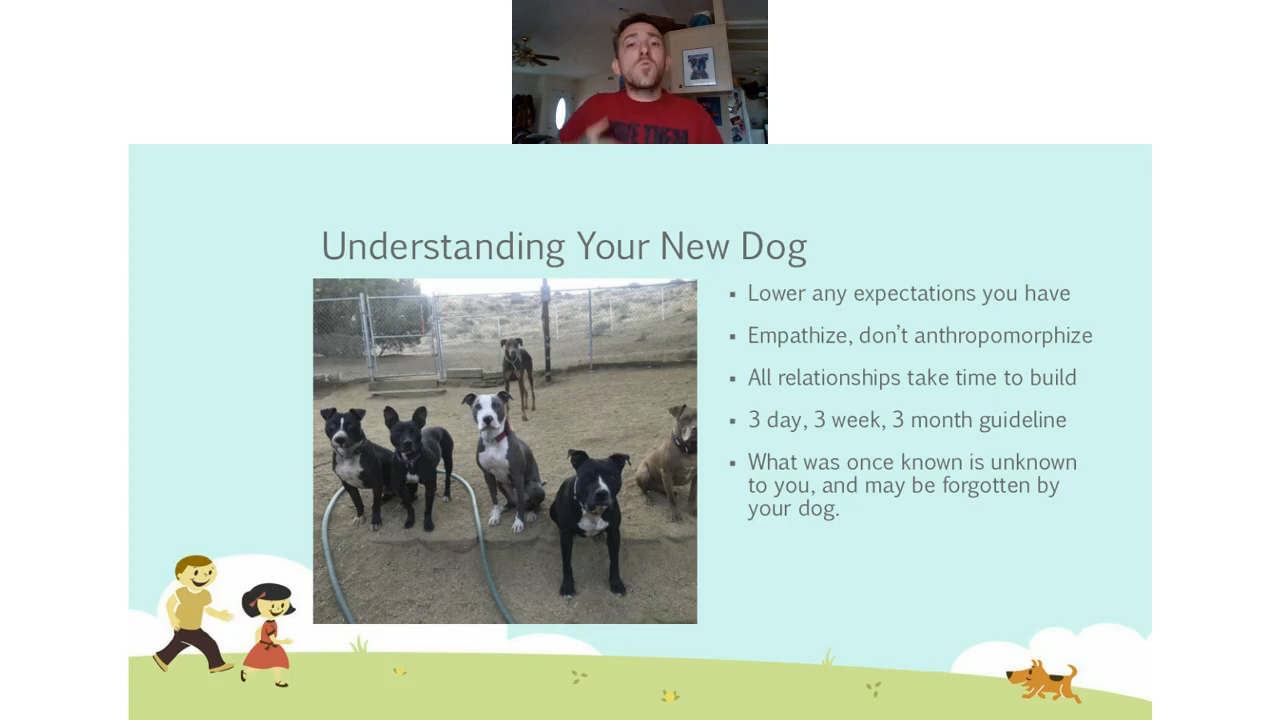 THEM
Understanding Your New Dog
▪ Lower any expectations you have
▪ Empathize, don’t anthropomorphize
▪ All relationships take time to build
▪ 3 day, 3 week, 3 month guideline
▪ What was once known is unknown
to you, and may be forgotten by
your dog.